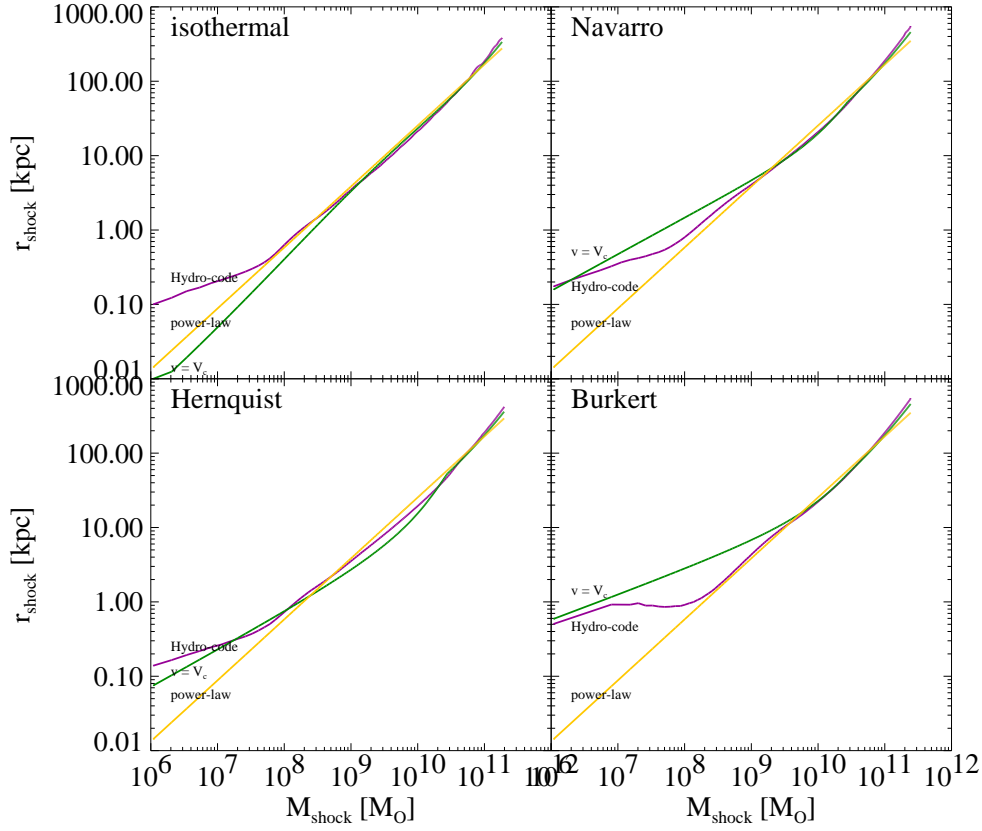 1000.00
100.00
10.00
1.00
0.10
0.01
r_shock [kpc]
isothermal
Hydro-code
power-law
v = V_c
Navarro
v = V_c
Hydro-code
power-law
1000.00
100.00
10.00
1.00
0.10
0.01
r_shock [kpc]
Hernquist
Hydro-code
v = V_c
power-law
Burkert
v = V_c
Hydro-code
power-law
10^6 10^7 10^8 10^9 10^10 10^11 10^12
10^6 10^7 10^8 10^9 10^10 10^11 10^12
M_shock [M_O]
M_shock [M_O]